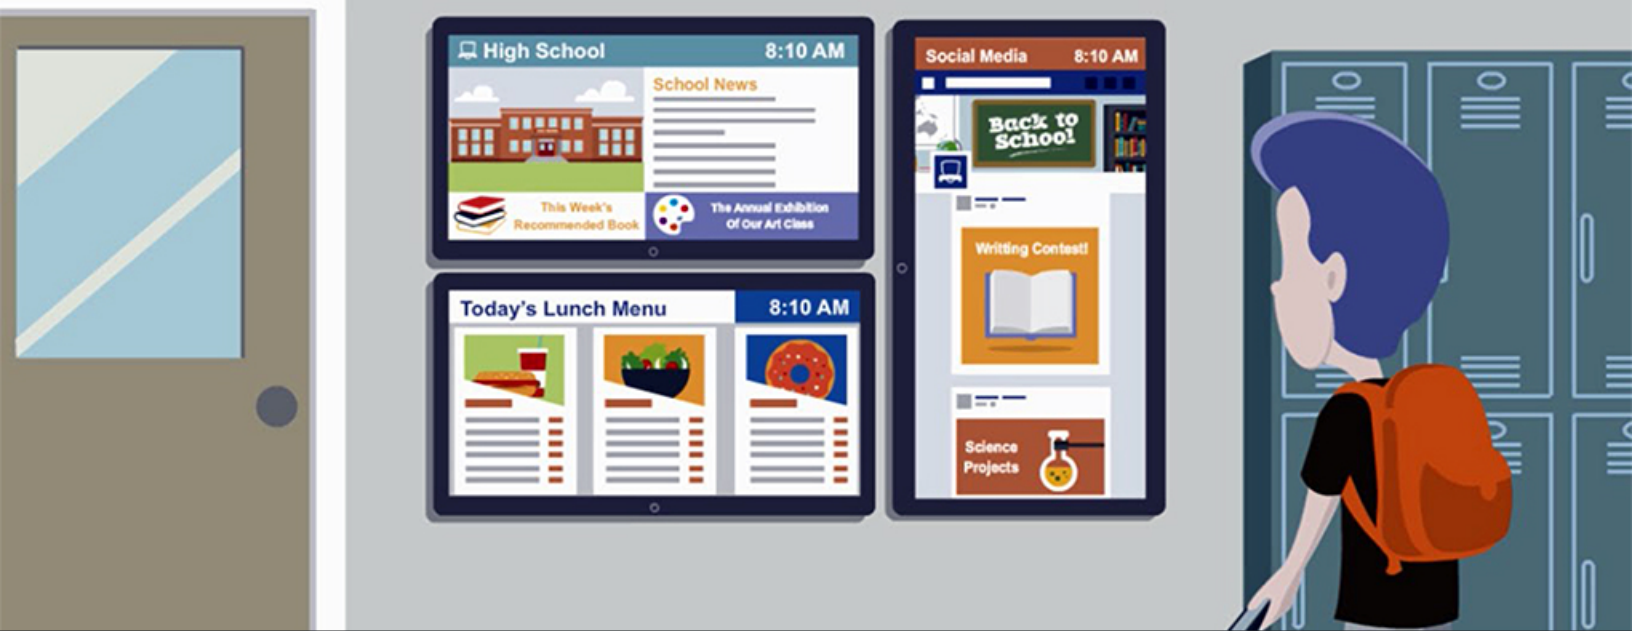 High School 8:10 AM
School News
This Week's
Recommended Book
The Annual Exhibition
Of Our Art Class
Today's Lunch Menu 8:10 AM
Social Media 8:10 AM
Back to
School
Writting Contest!
Science
Projects